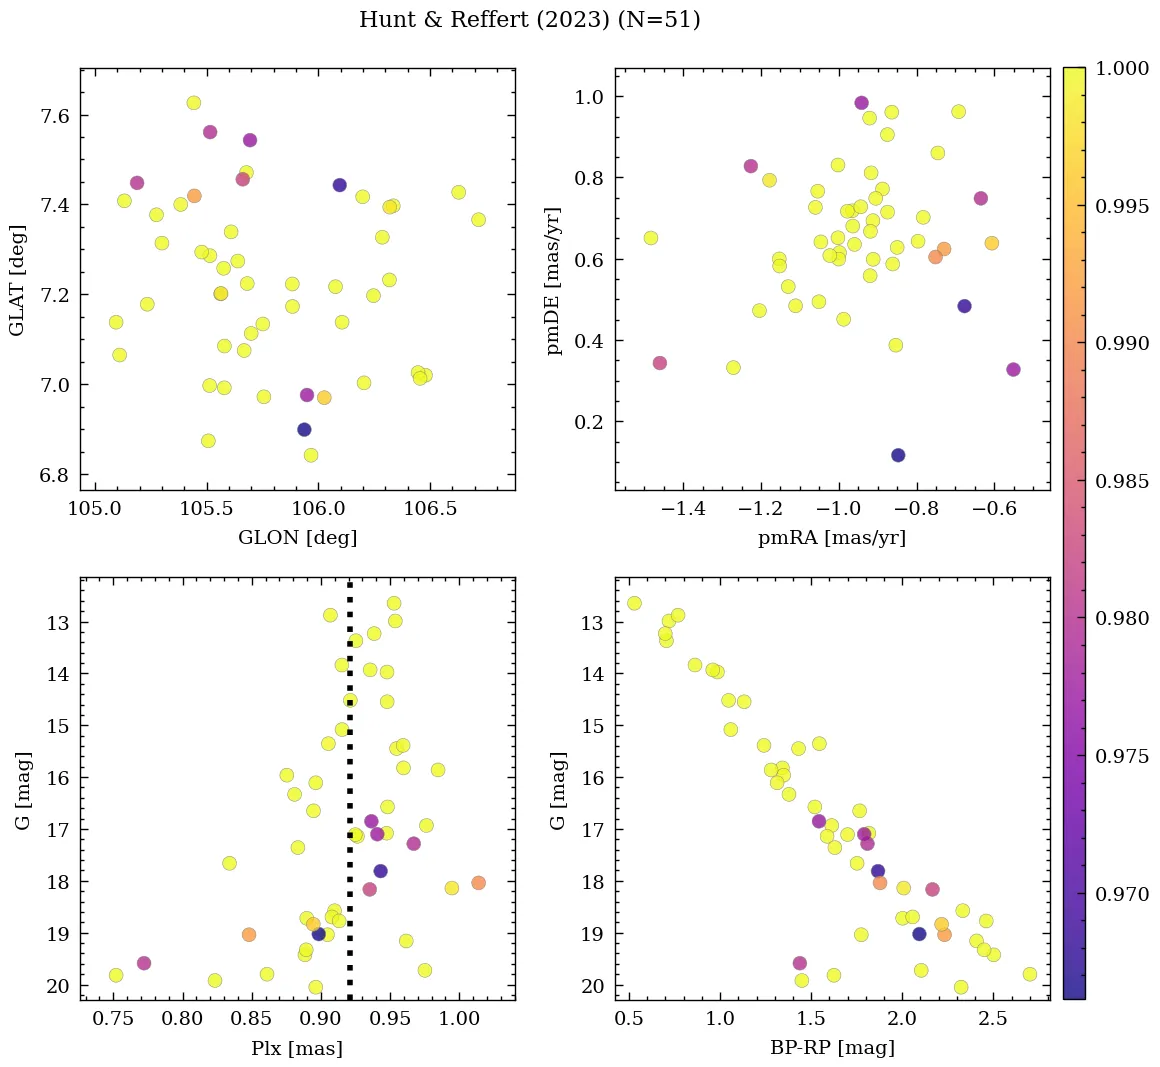 Hunt & Reffert (2023) (N=51)
GLAT [deg]
7.6
7.4
7.2
7.0
6.8
105.0 105.5 106.0 106.5
GLON [deg]
pmDE [mas/yr]
1.0
0.8
0.6
0.4
0.2
−1.4 −1.2 −1.0 −0.8 −0.6
pmRA [mas/yr]
G [mag]
13
14
15
16
17
18
19
20
0.75 0.80 0.85 0.90 0.95 1.00
Plx [mas]
G [mag]
13
14
15
16
17
18
19
20
0.5 1.0 1.5 2.0 2.5
BP-RP [mag]
1.000
0.995
0.990
0.985
0.980
0.975
0.970